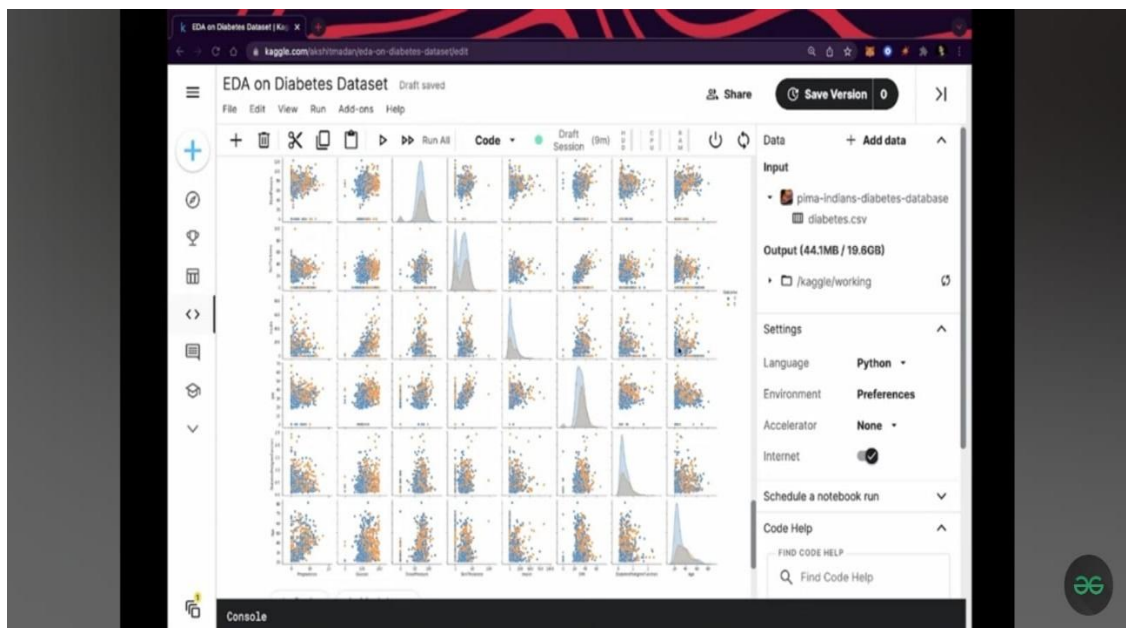 EDA on Diabetes Dataset | Kag X
kaggle.com/akshitmadan/eda-on-diabetes-dataset/edit
EDA on Diabetes Dataset Draft saved
File Edit View Run Add-ons Help
Share
Save Version 0
Run All
Code
Draft Session (9m)
Data
+ Add data
Input
pima-indians-diabetes-database
diabetes.csv
Output (44.1MB / 19.6GB)
/kaggle/working
Settings
Language Python
Environment Preferences
Accelerator None
Internet
Schedule a notebook run
Code Help
FIND CODE HELP
Find Code Help
Console